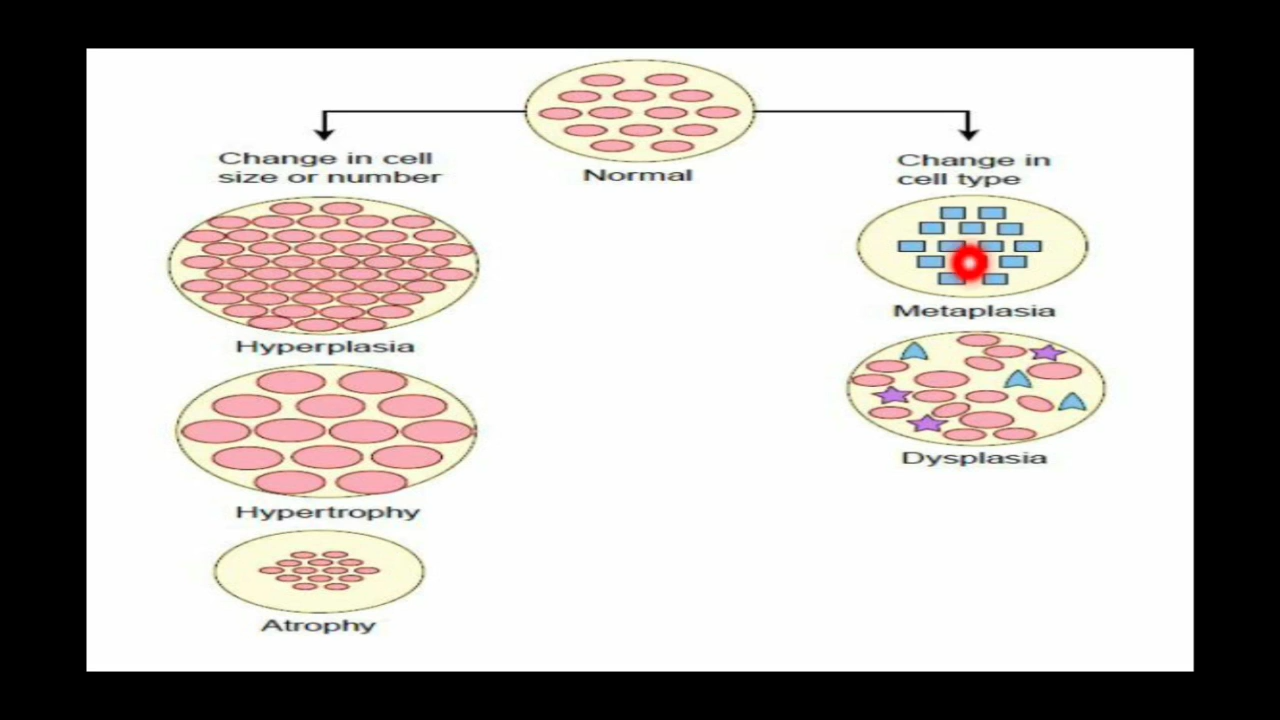 Normal
Change in cell
size or number
Hyperplasia
Hypertrophy
Atrophy
Change in
cell type
Metaplasia
Dysplasia